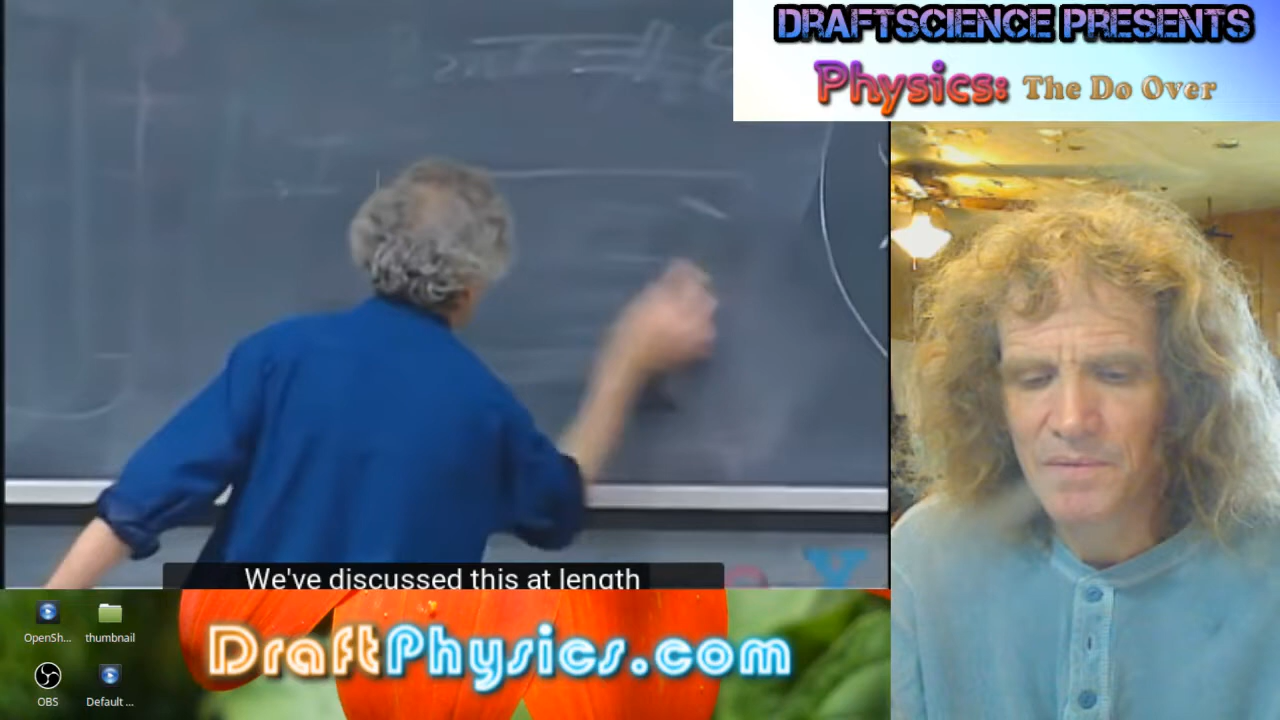 DRAFTSCIENCE PRESENTS
Physics: The Do Over
We've discussed this at length
DraftPhysics.com
OpenSh...
thumbnail
OBS
Default ...